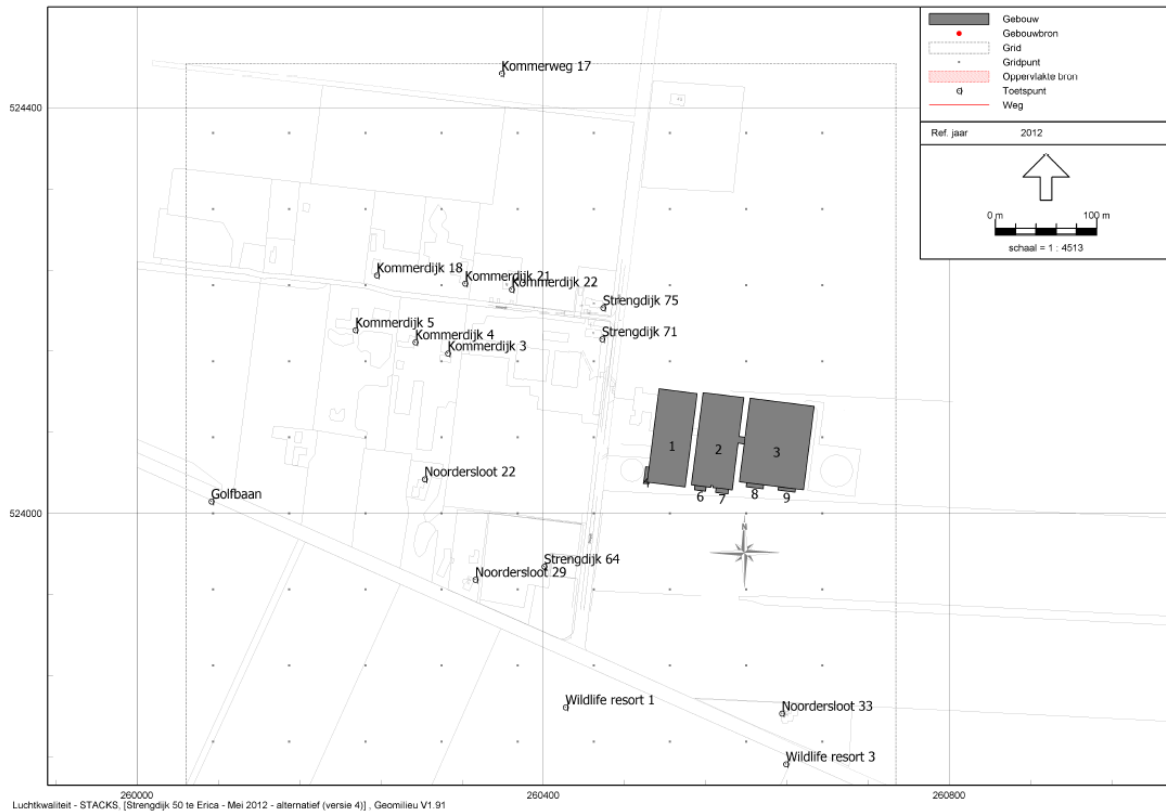 Gebouw
Gebouwbron
Grid
Gridpunt
Oppervlakte bron
Toetspunt
Weg
Ref. jaar 2012
0 m 100 m
schaal = 1 : 4513
Kommerweg 17
524400
Kommerdijk 18
Kommerdijk 21
Kommerdijk 22
Strengdijk 75
Kommerdijk 5
Kommerdijk 4
Strengdijk 71
Kommerdijk 3
1
2
3
4
6
7
8
9
Noordersloot 22
Golfbaan
524000
N
Strengdijk 64
Noordersloot 29
Wildlife resort 1
Noordersloot 33
Wildlife resort 3
260000
260400
260800
Luchtkwaliteit - STACKS, [Strengdijk 50 te Erica - Mei 2012 - alternatief (versie 4)] , Geomilieu V1.91